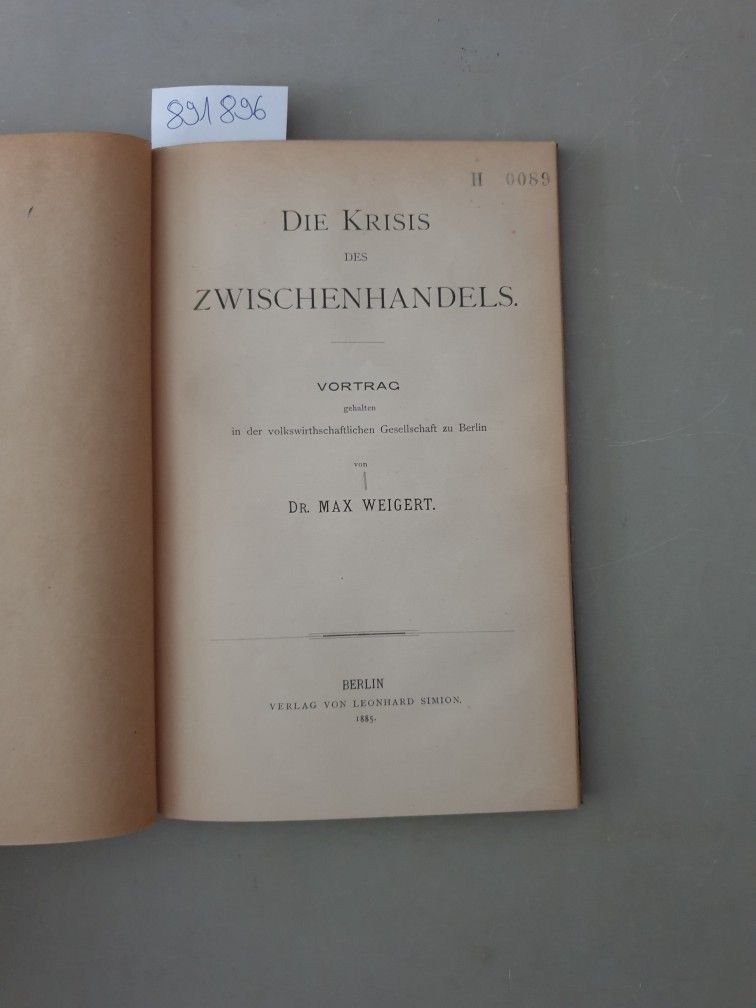 891896
H 0089
DIE KRISIS
DES
ZWISCHENHANDELS.
VORTRAG
gehalten
in der volkswirthschaftlichen Gesellschaft zu Berlin
von
DR. MAX WEIGERT.
BERLIN
VERLAG VON LEONHARD SIMION.
1885.